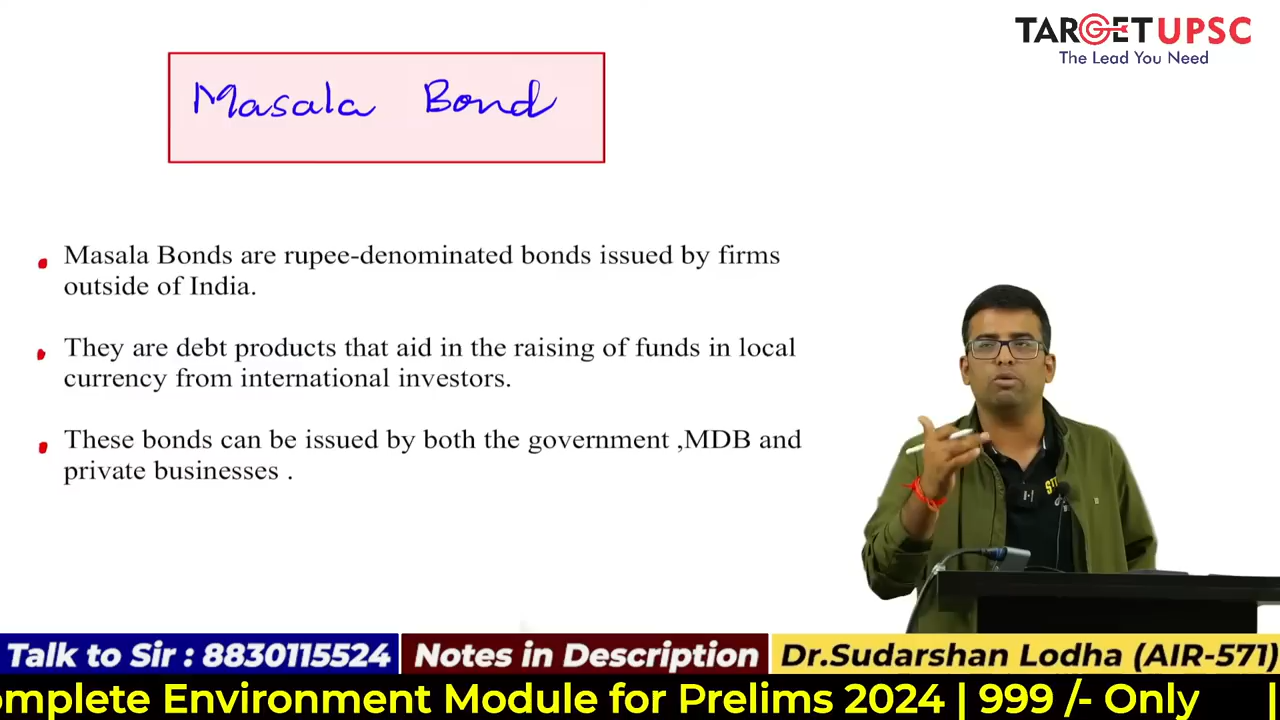 TARGET UPSC
The Lead You Need
Masala Bond
Masala Bonds are rupee-denominated bonds issued by firms
outside of India.
They are debt products that aid in the raising of funds in local
currency from international investors.
These bonds can be issued by both the government ,MDB and
private businesses .
Talk to Sir : 8830115524
Notes in Description
Dr.Sudarshan Lodha (AIR-571)
omplete Environment Module for Prelims 2024 | 999 /- Only |